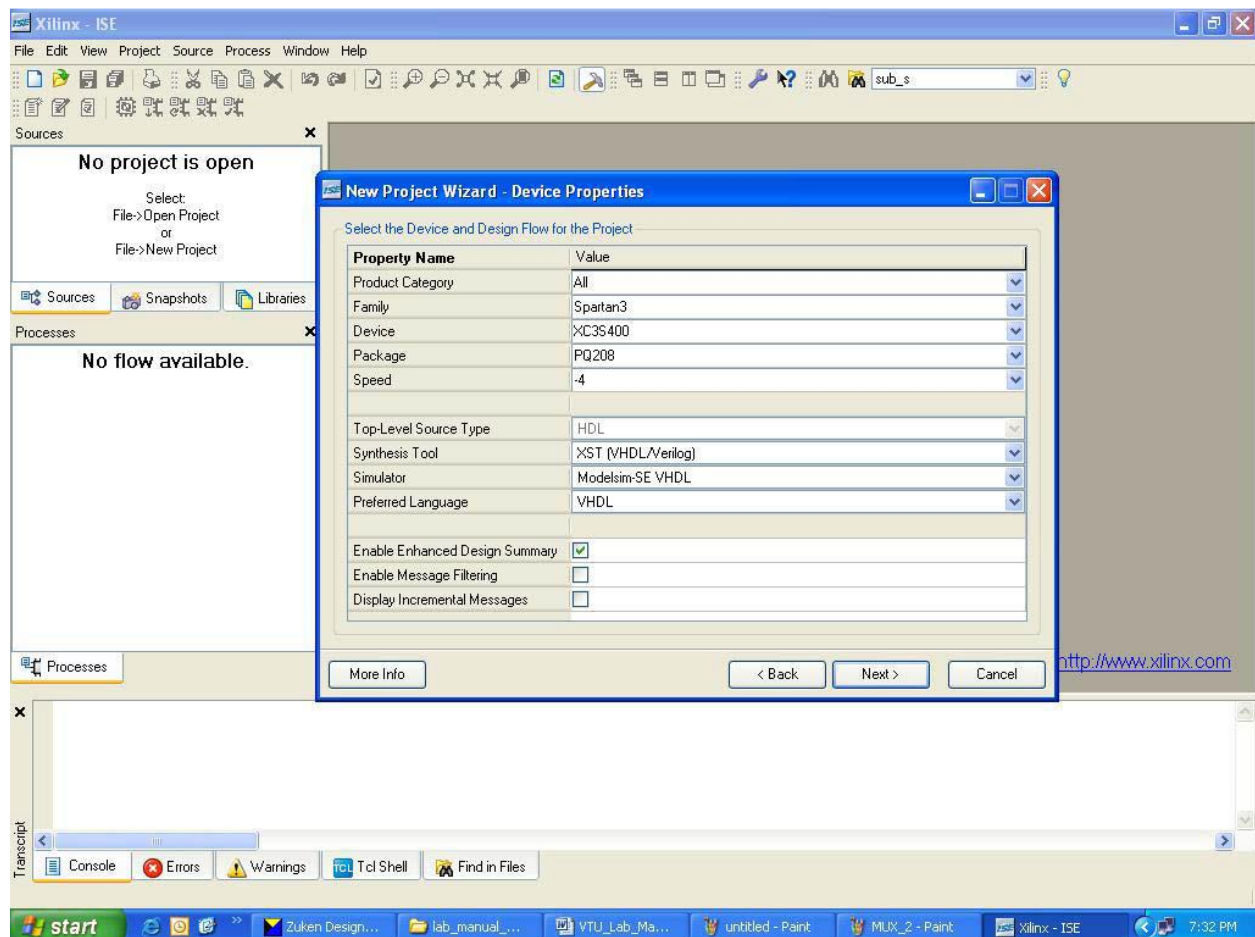 Xilinx - ISE
File Edit View Project Source Process Window Help
sub_s
Sources
No project is open
Select:
File->Open Project
or
File->New Project
Sources Snapshots Libraries
Processes
No flow available.
Processes
New Project Wizard - Device Properties
Select the Device and Design Flow for the Project
Property Name Value
Product Category All
Family Spartan3
Device XC3S400
Package PQ208
Speed -4
Top-Level Source Type HDL
Synthesis Tool XST (VHDL/Verilog)
Simulator Modelsim-SE VHDL
Preferred Language VHDL
Enable Enhanced Design Summary
Enable Message Filtering
Display Incremental Messages
More Info < Back Next > Cancel
http://www.xilinx.com
Transcript
Console Errors Warnings TCL Tcl Shell Find in Files
start Zuken Design... lab_manual_... VTU_Lab_Ma... untitled - Paint MUX_2 - Paint Xilinx - ISE 7:32 PM